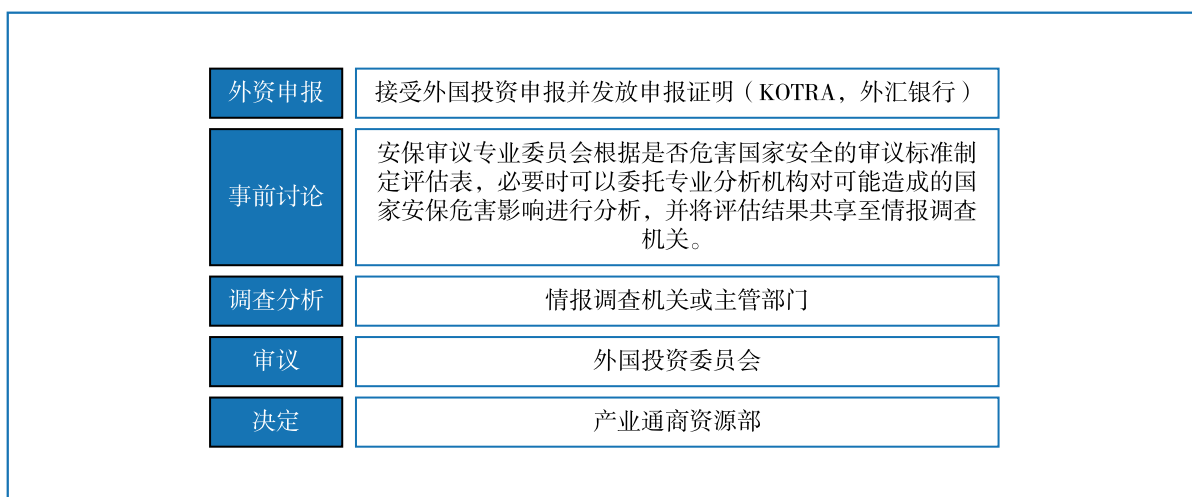 外资申报
接受外国投资申报并发放申报证明（KOTRA，外汇银行）
事前讨论
安保审议专业委员会根据是否危害国家安全的审议标准制
定评估表，必要时可以委托专业分析机构对可能造成的国
家安保危害影响进行分析，并将评估结果共享至情报调查
机关。
调查分析
情报调查机关或主管部门
审议
外国投资委员会
决定
产业通商资源部